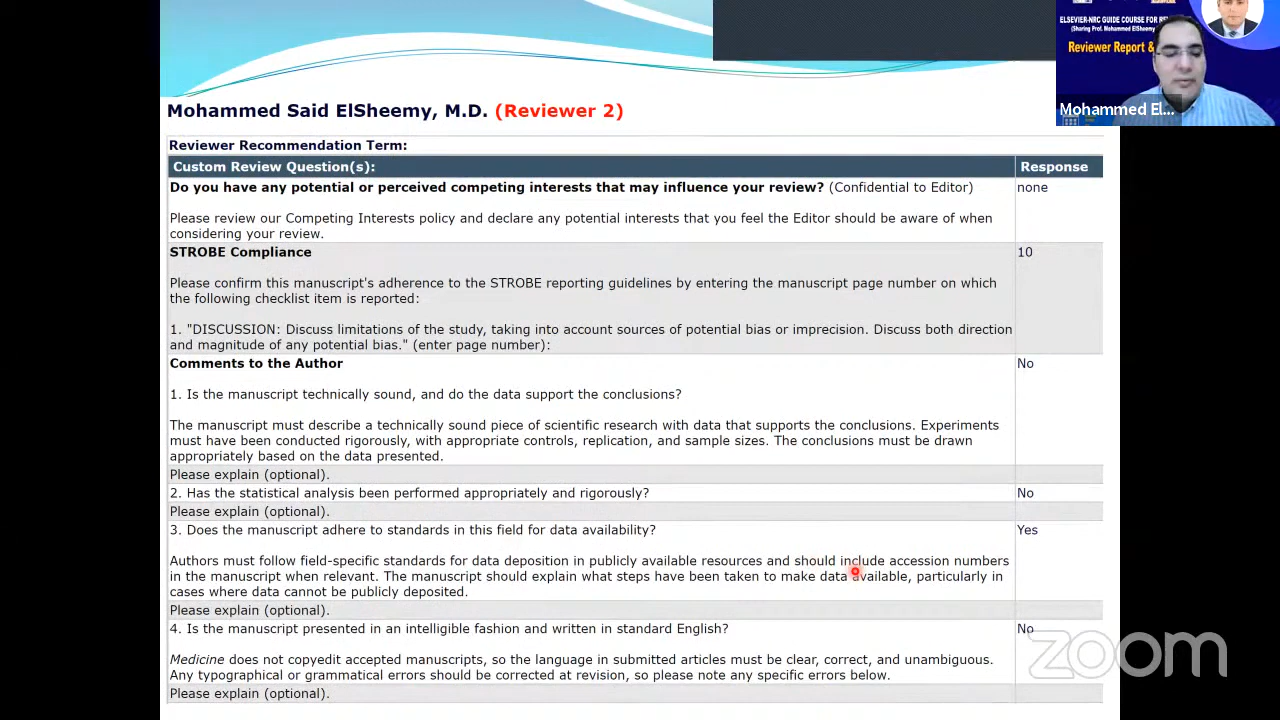 ELSEVIER-NRC GUIDE COURSE FOR RE
(Sharing Prof. Mohammed ElSheemy
Reviewer Report &
Mohammed El...
Mohammed Said ElSheemy, M.D. (Reviewer 2)
Reviewer Recommendation Term:
Custom Review Question(s): Response
Do you have any potential or perceived competing interests that may influence your review? (Confidential to Editor) none
Please review our Competing Interests policy and declare any potential interests that you feel the Editor should be aware of when
considering your review.
STROBE Compliance 10
Please confirm this manuscript's adherence to the STROBE reporting guidelines by entering the manuscript page number on which
the following checklist item is reported:
1. "DISCUSSION: Discuss limitations of the study, taking into account sources of potential bias or imprecision. Discuss both direction
and magnitude of any potential bias." (enter page number):
Comments to the Author No
1. Is the manuscript technically sound, and do the data support the conclusions?
The manuscript must describe a technically sound piece of scientific research with data that supports the conclusions. Experiments
must have been conducted rigorously, with appropriate controls, replication, and sample sizes. The conclusions must be drawn
appropriately based on the data presented.
Please explain (optional).
2. Has the statistical analysis been performed appropriately and rigorously? No
Please explain (optional).
3. Does the manuscript adhere to standards in this field for data availability? Yes
Authors must follow field-specific standards for data deposition in publicly available resources and should include accession numbers
in the manuscript when relevant. The manuscript should explain what steps have been taken to make data available, particularly in
cases where data cannot be publicly deposited.
Please explain (optional).
4. Is the manuscript presented in an intelligible fashion and written in standard English? No
Medicine does not copyedit accepted manuscripts, so the language in submitted articles must be clear, correct, and unambiguous.
Any typographical or grammatical errors should be corrected at revision, so please note any specific errors below.
Please explain (optional).
zoom